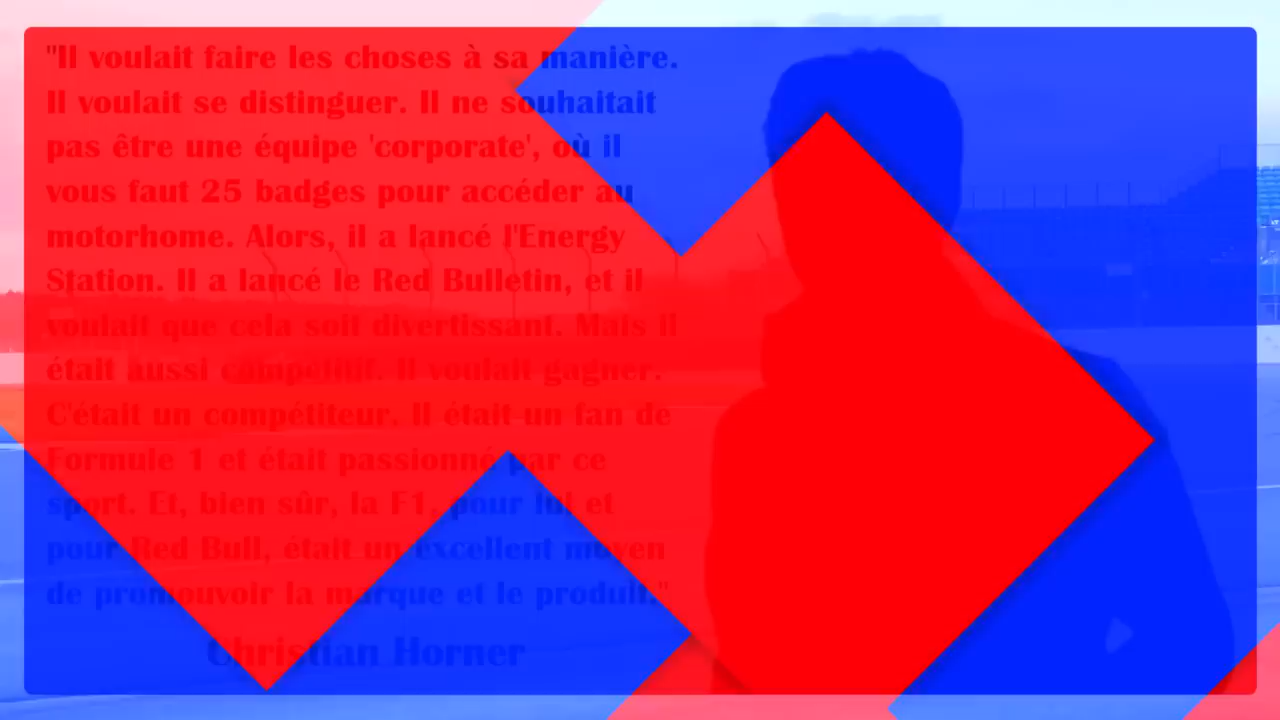 "Il voulait faire les choses à sa manière.
Il voulait se distinguer. Il ne souhaitait
pas être une équipe 'corporate', où il
vous faut 25 badges pour accéder au
motorhome. Alors, il a lancé l'Energy
Station. Il a lancé le Red Bulletin, et il
voulait que cela soit divertissant. Mais il
était aussi compétitif. Il voulait gagner.
C'était un compétiteur. Il était un fan de
Formule 1 et était passionné par ce
sport. Et, bien sûr, la F1, pour lui et
pour Red Bull, était un excellent moyen
de promouvoir la marque et le produit."
Christian Horner